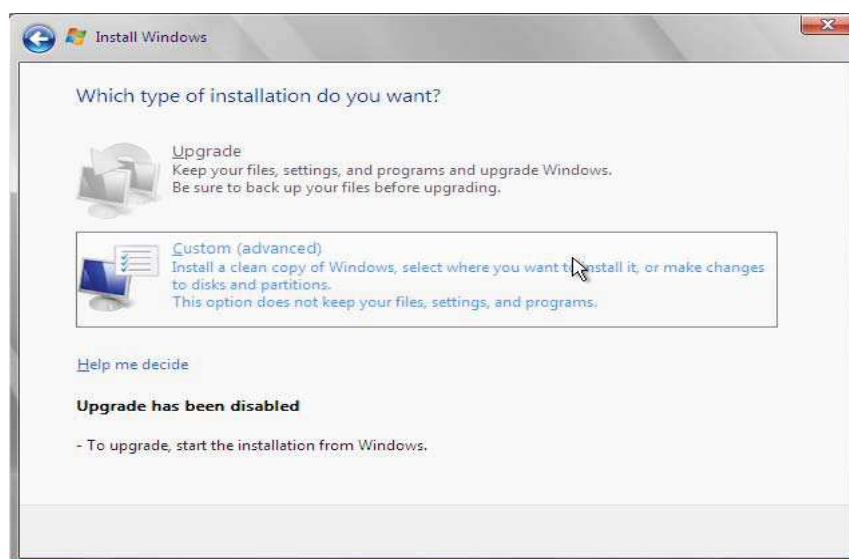 Install Windows
Which type of installation do you want?
Upgrade
Keep your files, settings, and programs and upgrade Windows.
Be sure to back up your files before upgrading.
Custom (advanced)
Install a clean copy of Windows, select where you want to install it, or make changes
to disks and partitions.
This option does not keep your files, settings, and programs.
Help me decide
Upgrade has been disabled
- To upgrade, start the installation from Windows.